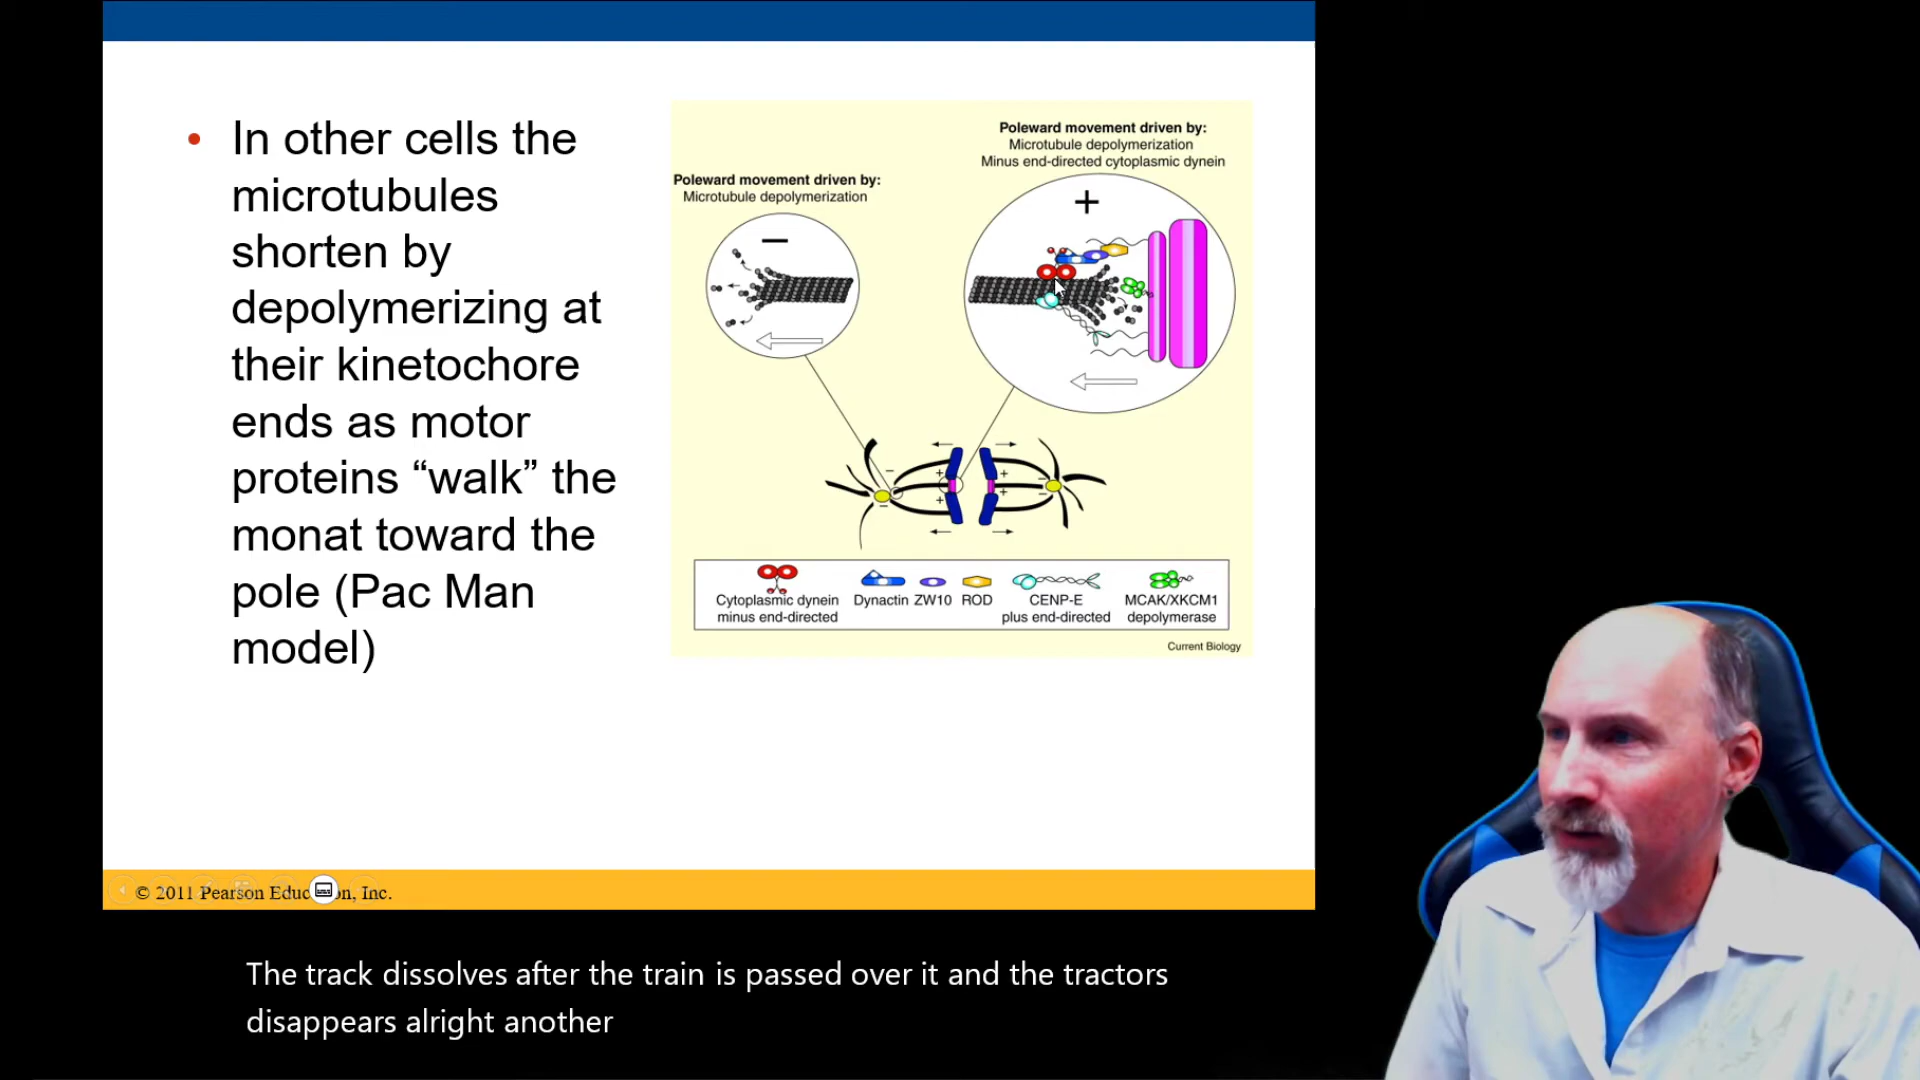 • In other cells the
microtubules
shorten by
depolymerizing at
their kinetochore
ends as motor
proteins “walk” the
monat toward the
pole (Pac Man
model)
Poleward movement driven by:
Microtubule depolymerization
−
Poleward movement driven by:
Microtubule depolymerization
Minus end-directed cytoplasmic dynein
+
− + + −
− + + −
Cytoplasmic dynein
minus end-directed
Dynactin
ZW10
ROD
CENP-E
plus end-directed
MCAK/XKCM1
depolymerase
Current Biology
© 2011 Pearson Educ on, Inc.
The track dissolves after the train is passed over it and the tractors
disappears alright another